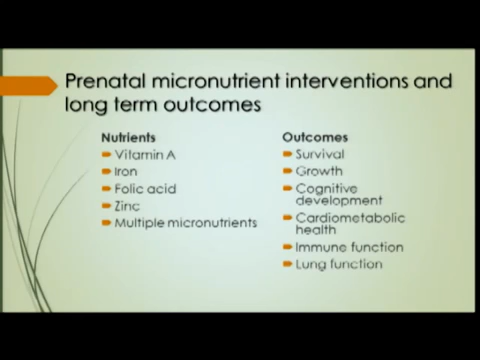 Prenatal micronutrient interventions and
long term outcomes
Nutrients
Vitamin A
Iron
Folic acid
Zinc
Multiple micronutrients
Outcomes
Survival
Growth
Cognitive
development
Cardiometabolic
health
Immune function
Lung function